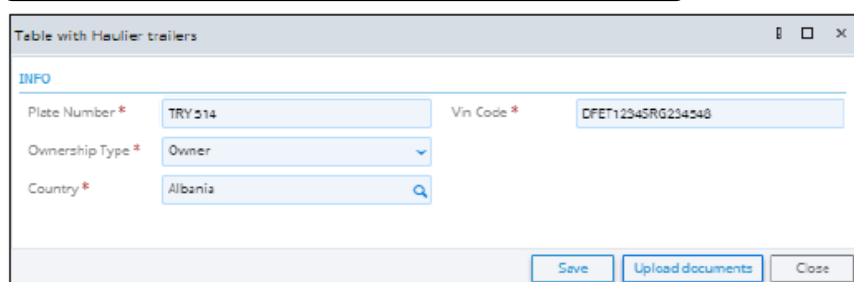 Table with Haulier trailers
INFO
Plate Number * TRY 514 Vin Code * DFET1234SRG234548
Ownership Type * Owner
Country * Albania
Save Upload documents Close